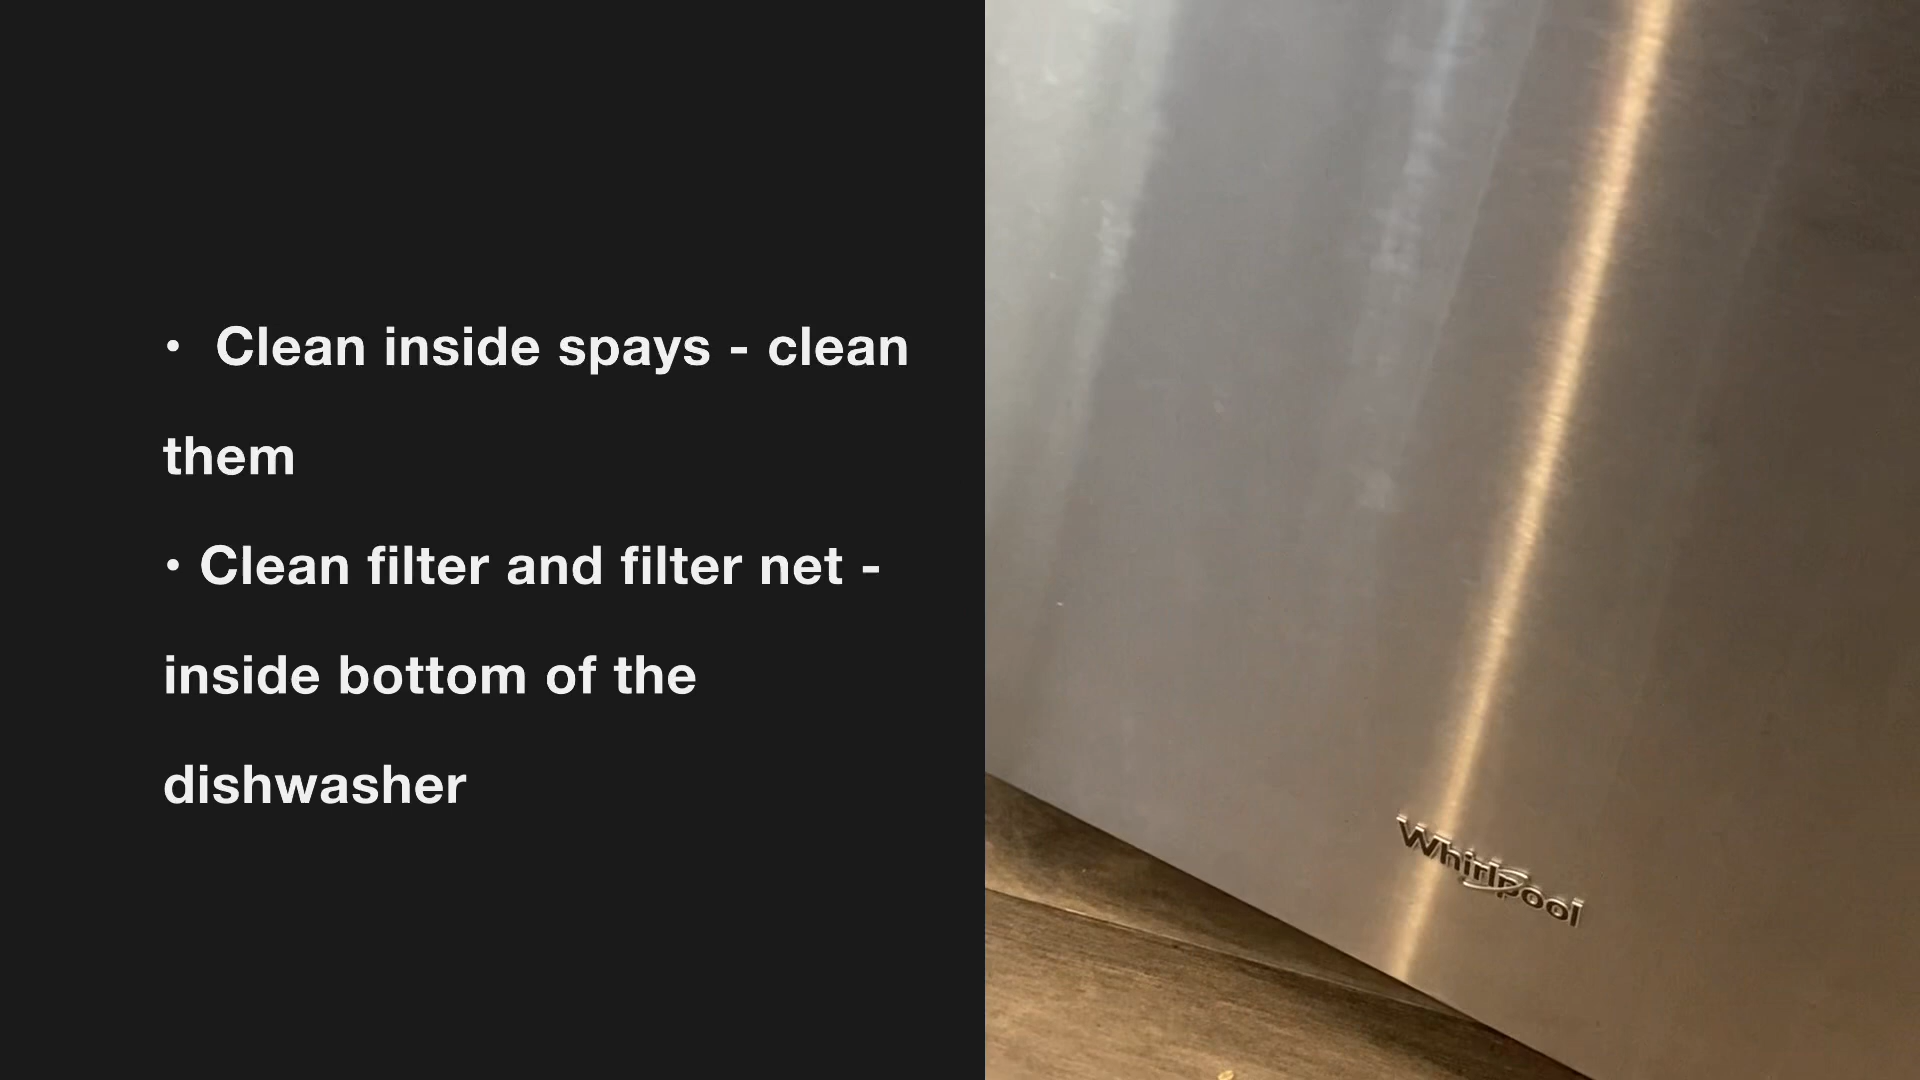 • Clean inside spays - clean
them
• Clean filter and filter net -
inside bottom of the
dishwasher
Whirlpool